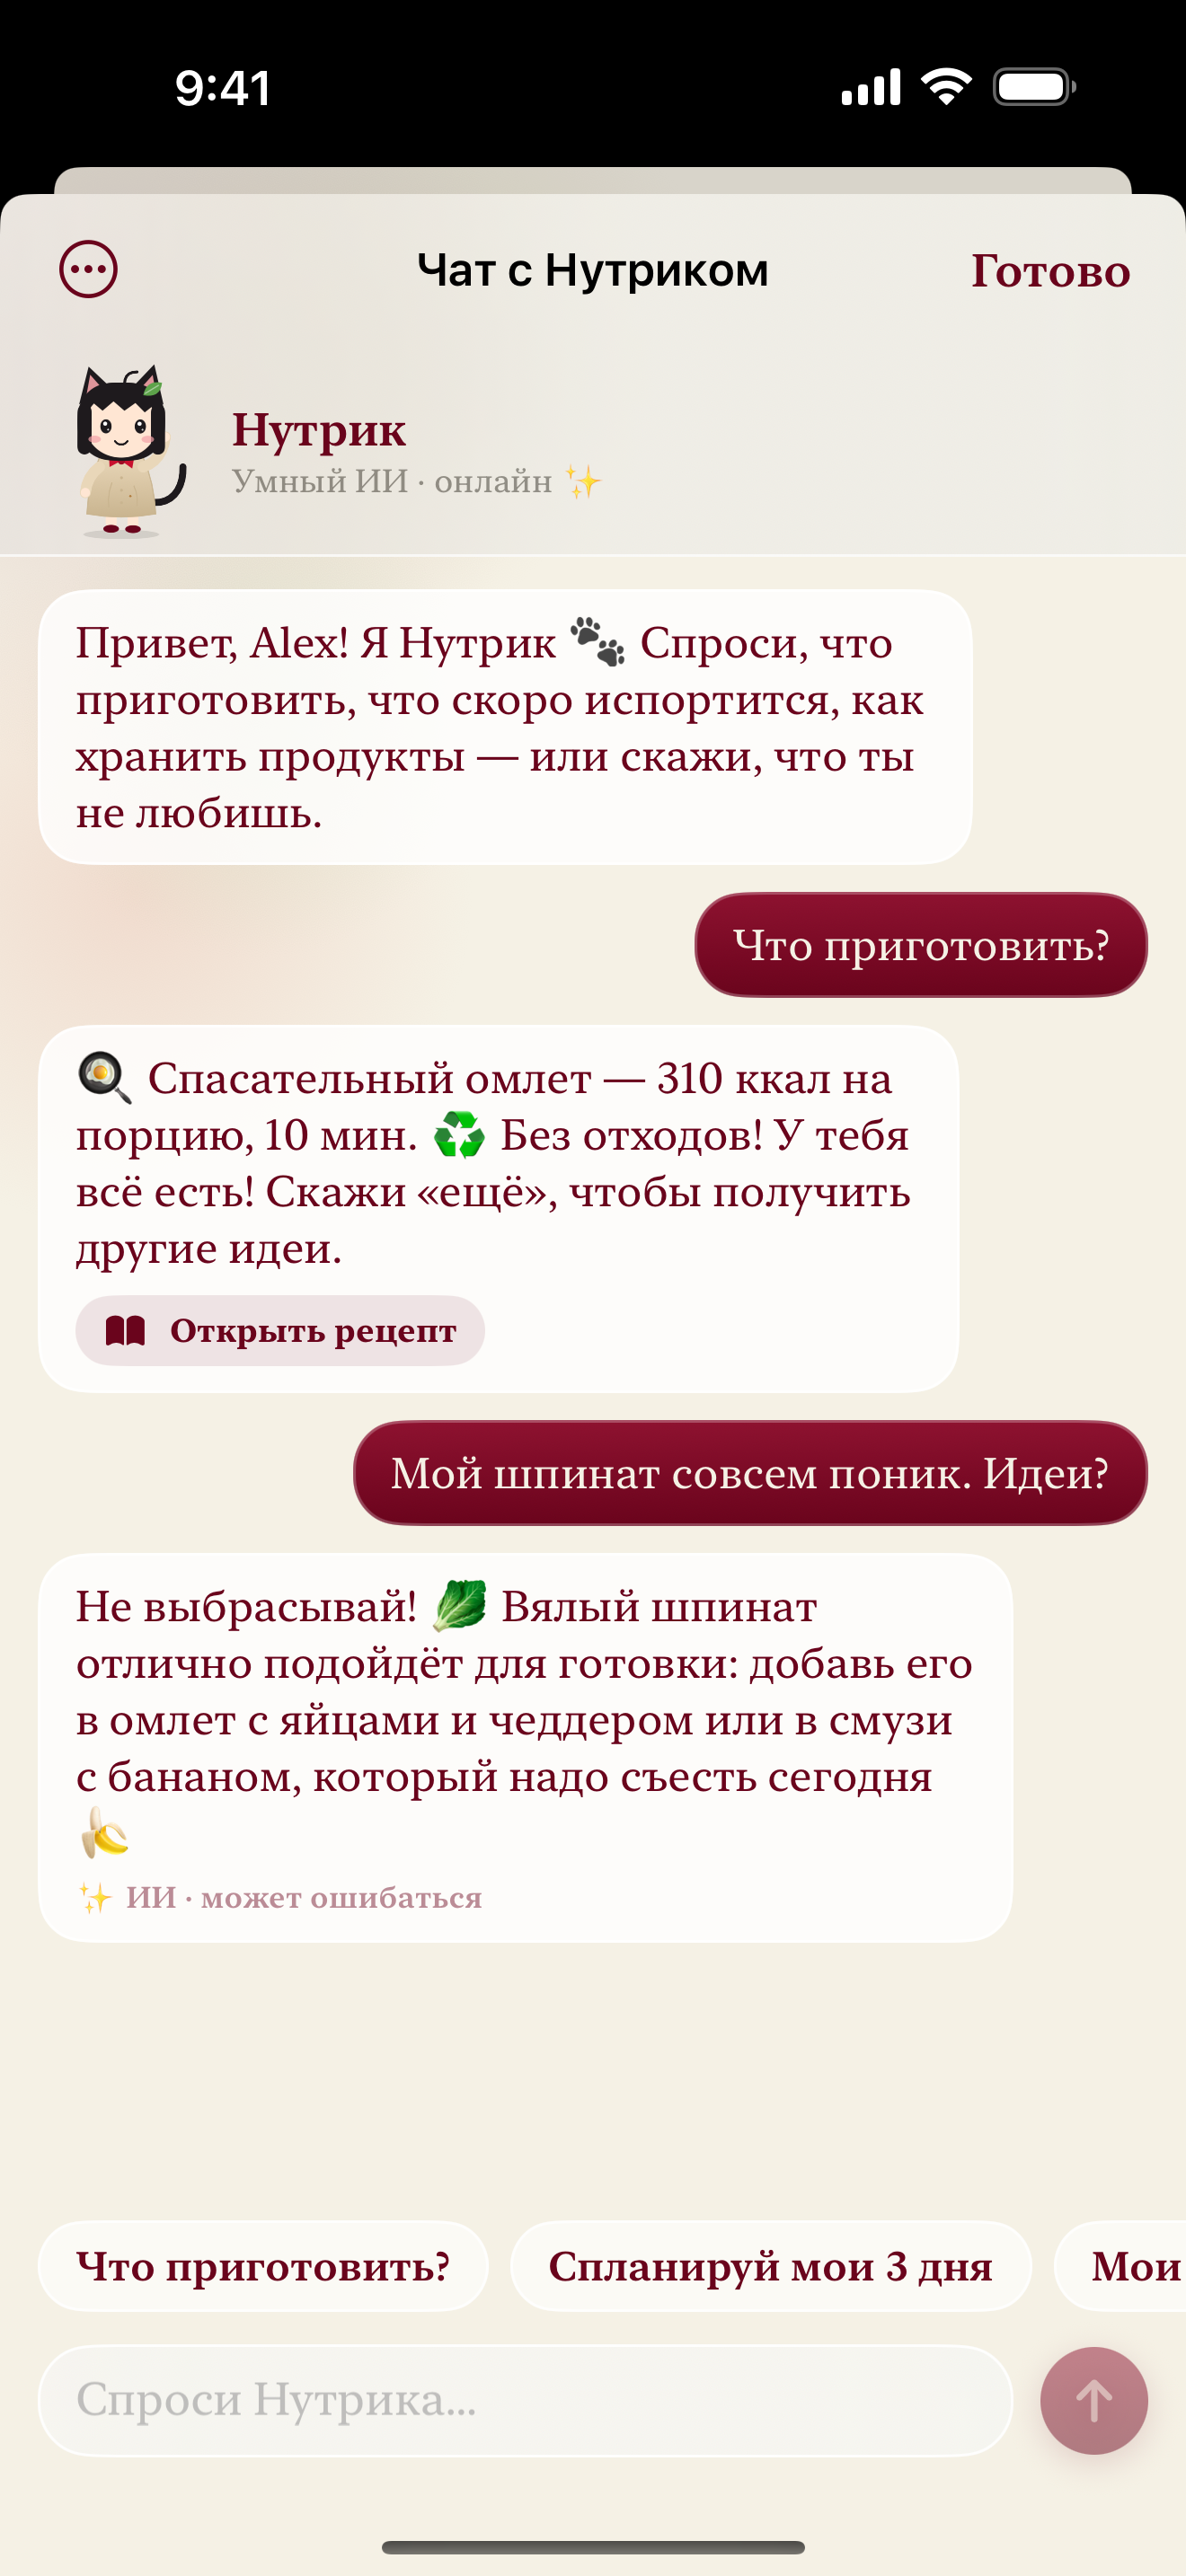 9:41
Чат с Нутриком
Готово
Нутрик
Умный ИИ · онлайн ✨
Привет, Alex! Я Нутрик 🐾 Спроси, что
приготовить, что скоро испортится, как
хранить продукты — или скажи, что ты
не любишь.
Что приготовить?
🍳 Спасательный омлет — 310 ккал на
порцию, 10 мин. ♻️ Без отходов! У тебя
всё есть! Скажи «ещё», чтобы получить
другие идеи.
Открыть рецепт
Мой шпинат совсем поник. Идеи?
Не выбрасывай! 🥬 Вялый шпинат
отлично подойдёт для готовки: добавь его
в омлет с яйцами и чеддером или в смузи
с бананом, который надо съесть сегодня
🍌
✨ ИИ · может ошибаться
Что приготовить?
Спланируй мои 3 дня
Мои
Спроси Нутрика...